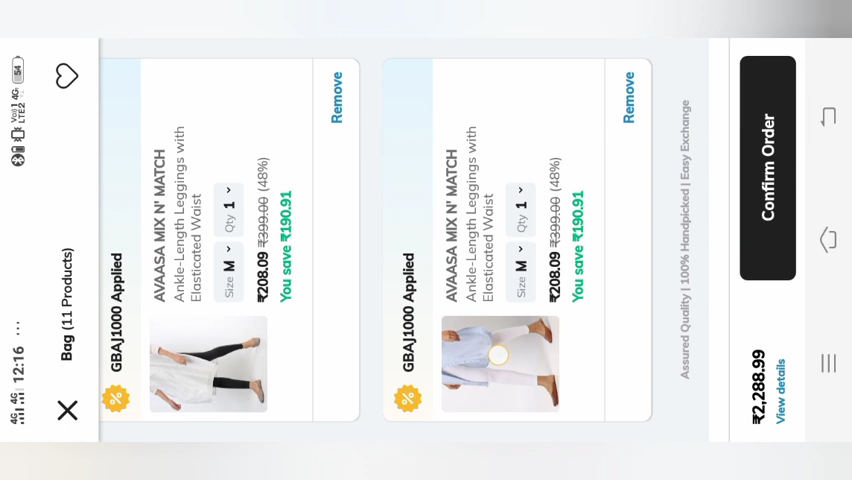 12:16 ...
4G 4G
Vo)) 4G
LTE2
54
Bag (11 Products)
GBAJ1000 Applied
AVAASA MIX N' MATCH
Ankle-Length Leggings with
Elasticated Waist
Size M Qty 1
₹208.09 ₹399.00 (48%)
You save ₹190.91
Remove
GBAJ1000 Applied
AVAASA MIX N' MATCH
Ankle-Length Leggings with
Elasticated Waist
Size M Qty 1
₹208.09 ₹399.00 (48%)
You save ₹190.91
Remove
Assured Quality | 100% Handpicked | Easy Exchange
₹2,288.99
View details
Confirm Order